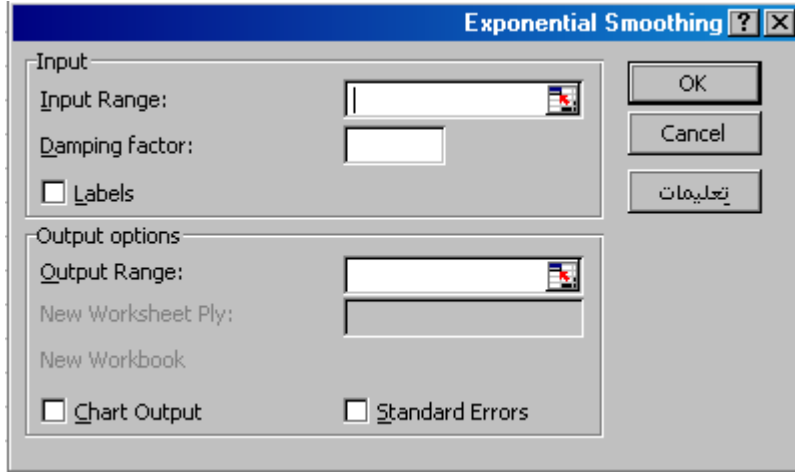 Exponential Smoothing
Input
Input Range:
Damping factor:
Labels
OK
Cancel
تعليمات
Output options
Output Range:
New Worksheet Ply:
New Workbook
Chart Output
Standard Errors